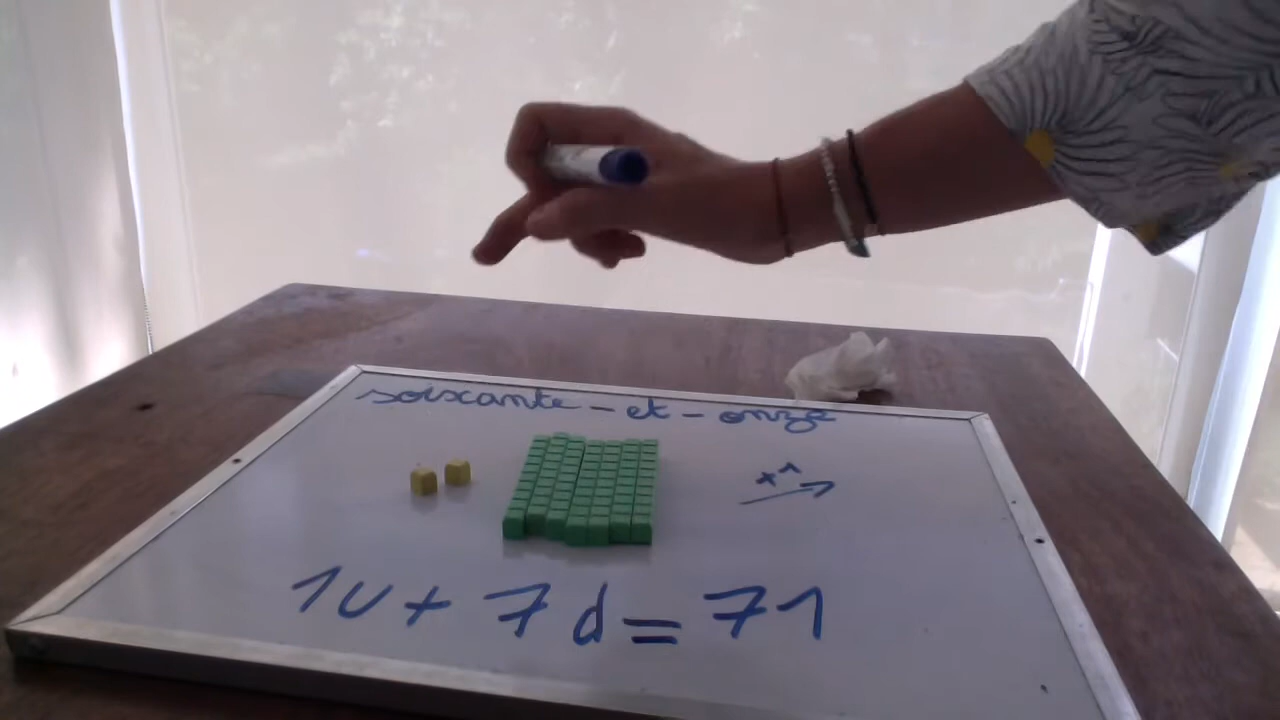 soixante-et-onze
+1
1u + 7d = 71